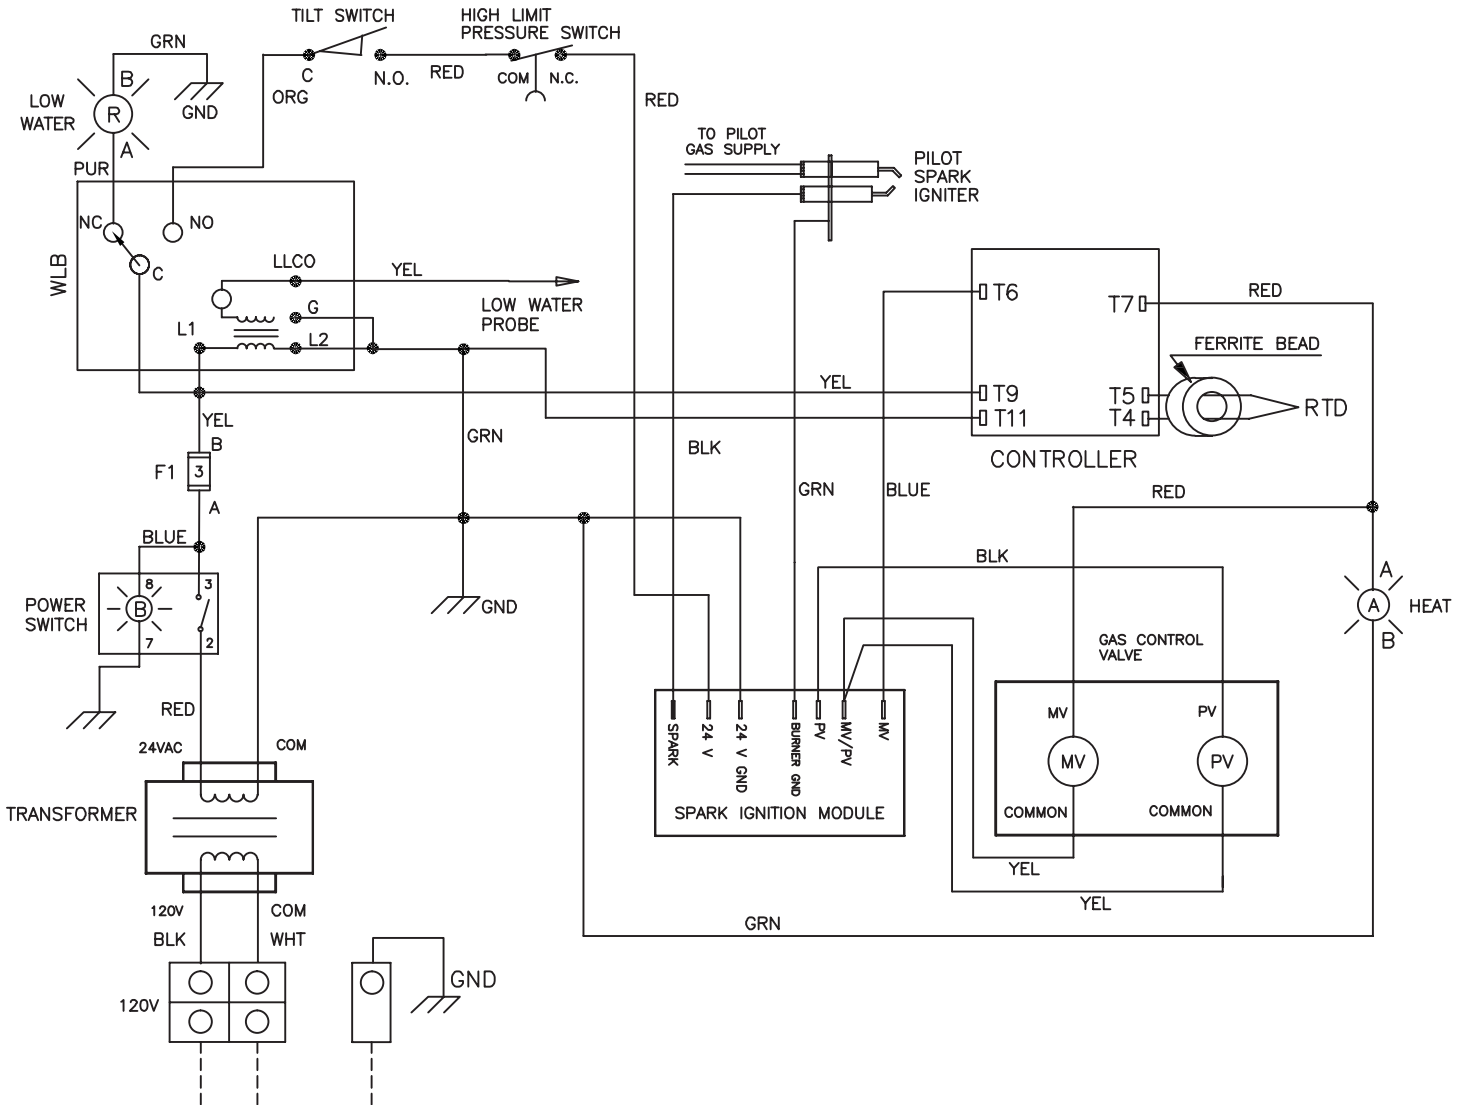 TILT SWITCH
HIGH LIMIT
PRESSURE SWITCH
GRN
B
LOW
WATER
R
GND
A
PUR
C
N.O.
RED
COM
N.C.
ORG
RED
TO PILOT
GAS SUPPLY
PILOT
SPARK
IGNITER
NC
NO
C
WLB
LLCO
YEL
G
LOW WATER
PROBE
L1
L2
T6
T7
RED
FERRITE BEAD
YEL
T9
T5
T11
T4
RTD
CONTROLLER
YEL
B
F1
3
A
GRN
BLK
GRN
BLUE
RED
BLUE
8
3
POWER
SWITCH
B
7
2
GND
BLK
A
A
HEAT
B
GAS CONTROL
VALVE
RED
24VAC
COM
TRANSFORMER
SPARK
24 V
24 V GND
BURNER GND
PV
MV/PV
MV
SPARK IGNITION MODULE
MV
PV
MV
PV
COMMON
COMMON
YEL
YEL
GRN
120V
COM
BLK
WHT
120V
GND